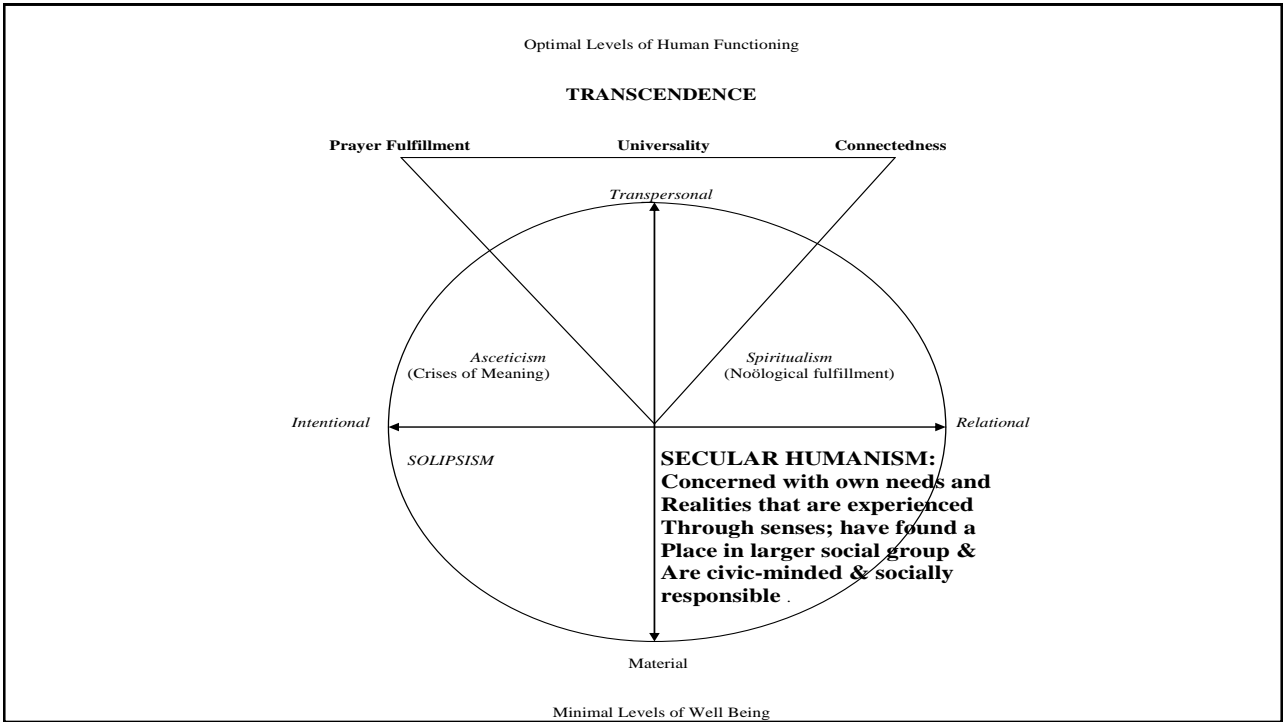 Optimal Levels of Human Functioning
TRANSCENDENCE
Prayer Fulfillment
Universality
Connectedness
Transpersonal
Asceticism
(Crises of Meaning)
Spiritualism
(Noölogical fulfillment)
Intentional
Relational
SOLIPSISM
SECULAR HUMANISM:
Concerned with own needs and
Realities that are experienced
Through senses; have found a
Place in larger social group &
Are civic-minded & socially
responsible .
Material
Minimal Levels of Well Being